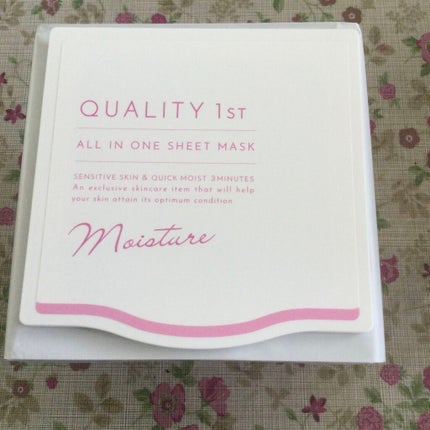 QUALITY 1ST
ALL IN ONE SHEET MASK
SENSITIVE SKIN & QUICK MOIST 3MINUTES
An exclusive skincare item that will help
your skin attain its optimum condition
Moisture